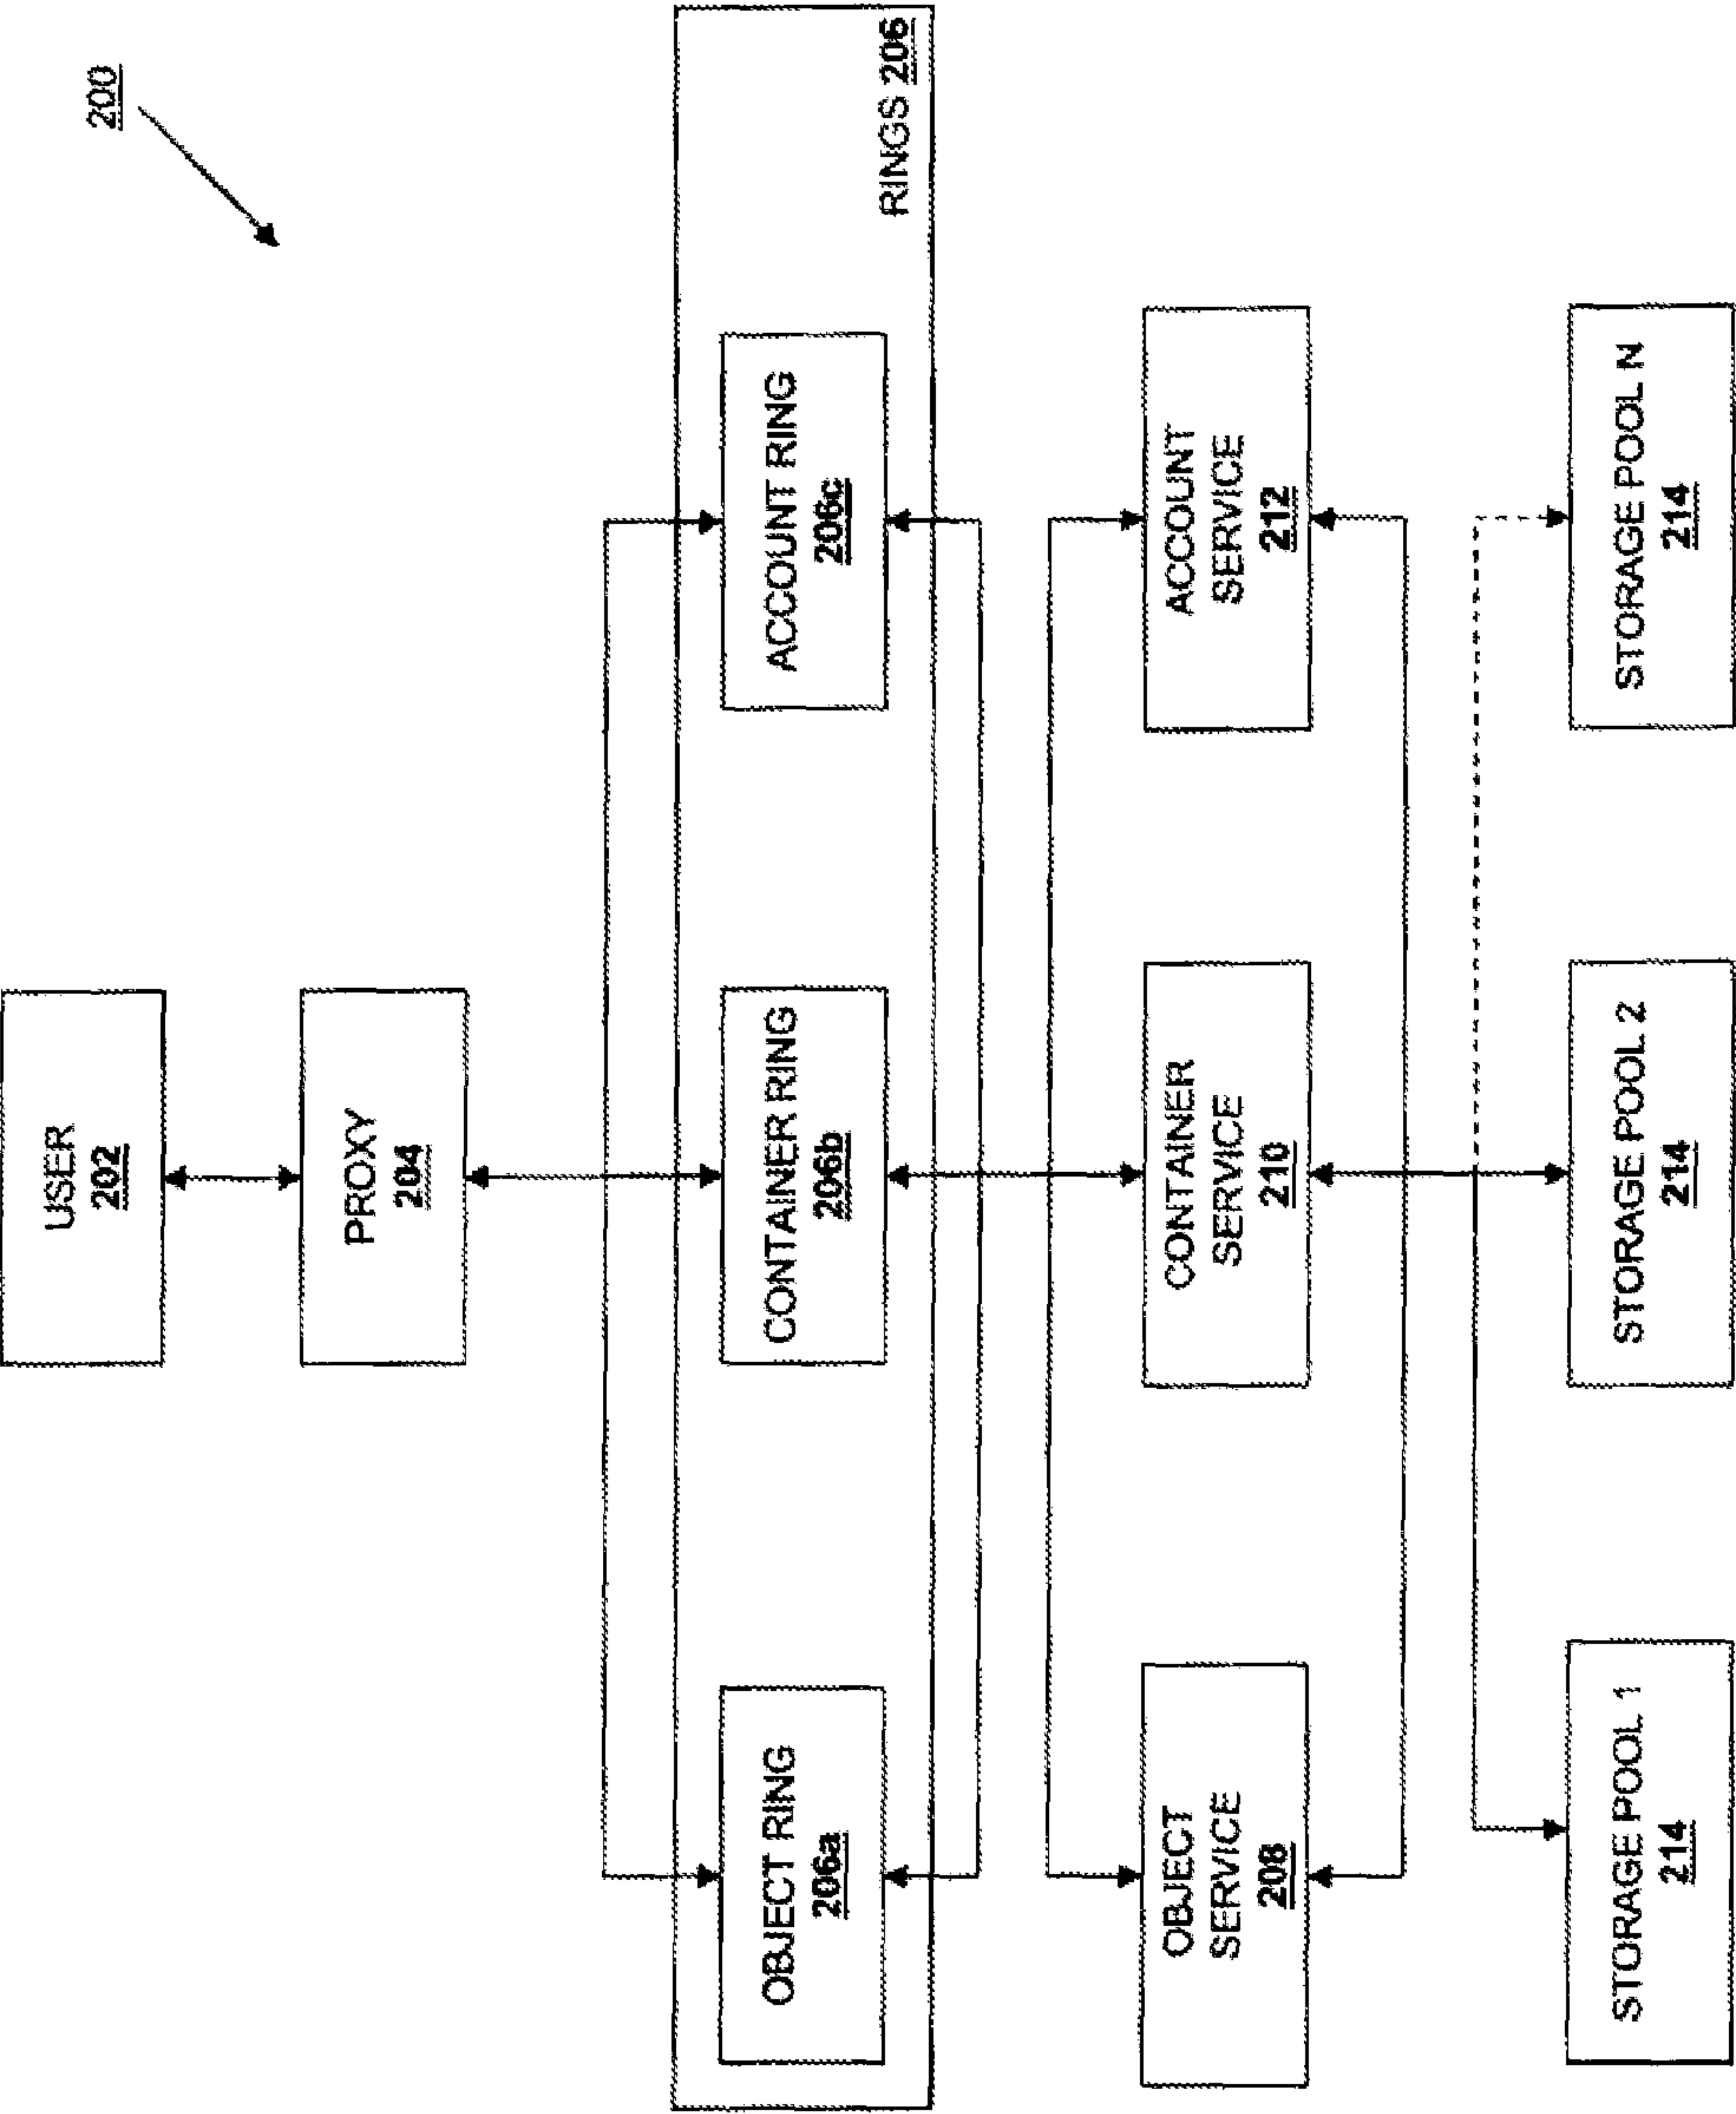 200
USER
202
PROXY
204
RINGS 206
OBJECT RING
206a
CONTAINER RING
206b
ACCOUNT RING
206c
OBJECT
SERVICE
208
CONTAINER
SERVICE
210
ACCOUNT
SERVICE
212
STORAGE POOL 1
214
STORAGE POOL 2
214
STORAGE POOL N
214